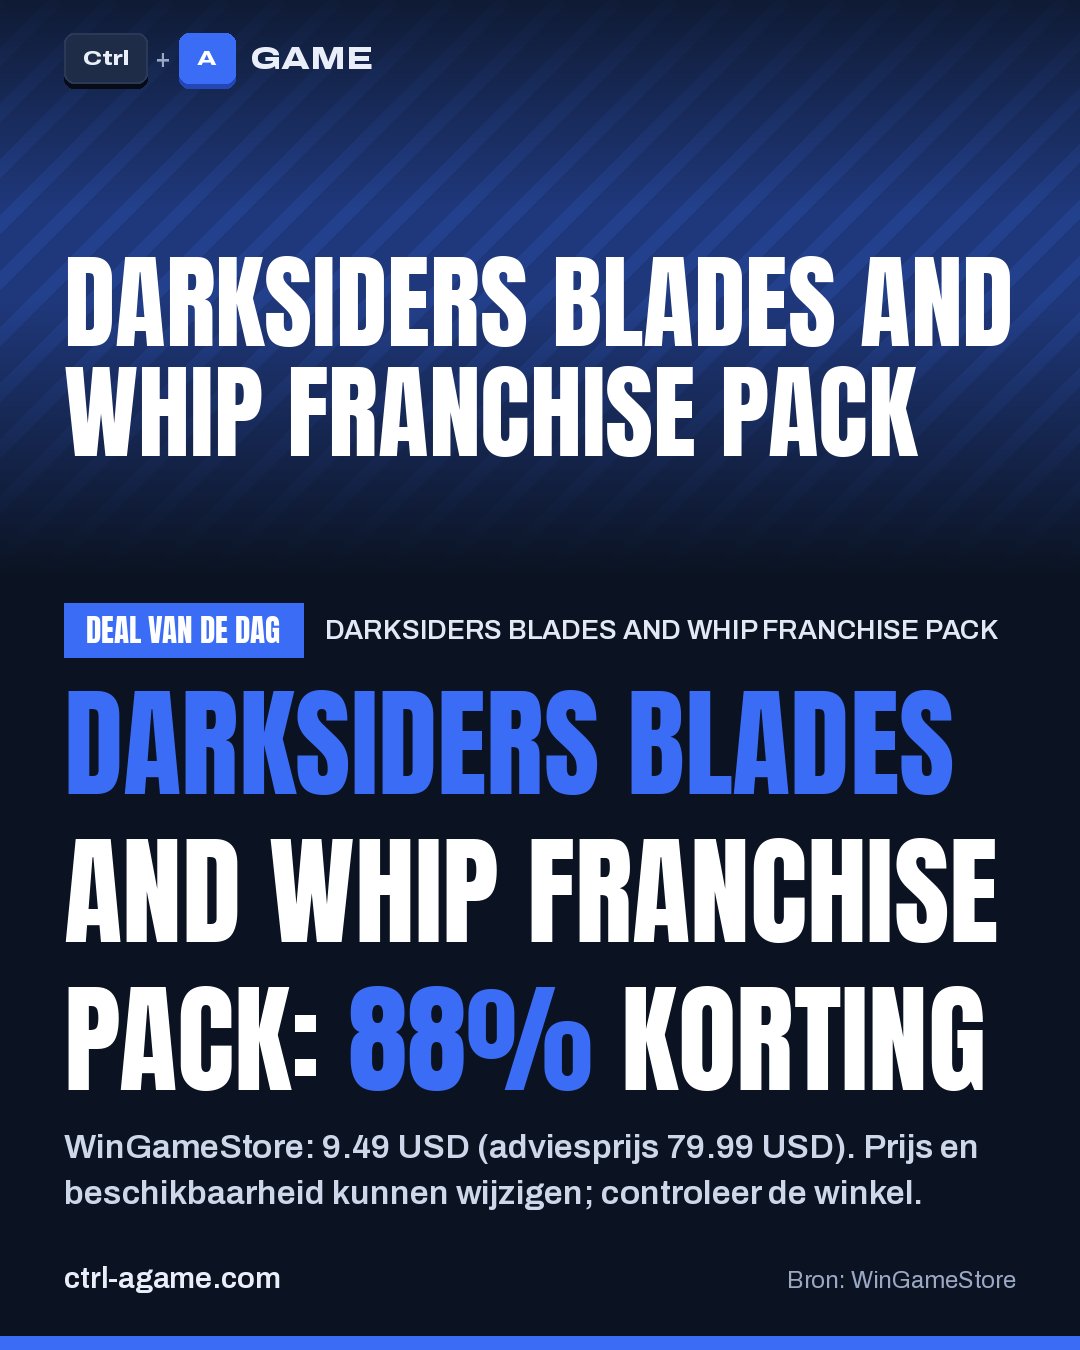 Ctrl + A GAME
DARKSIDERS BLADES AND
WHIP FRANCHISE PACK
DEAL VAN DE DAG DARKSIDERS BLADES AND WHIP FRANCHISE PACK
DARKSIDERS BLADES
AND WHIP FRANCHISE
PACK: 88% KORTING
WinGameStore: 9.49 USD (adviesprijs 79.99 USD). Prijs en
beschikbaarheid kunnen wijzigen; controleer de winkel.
ctrl-agame.com Bron: WinGameStore